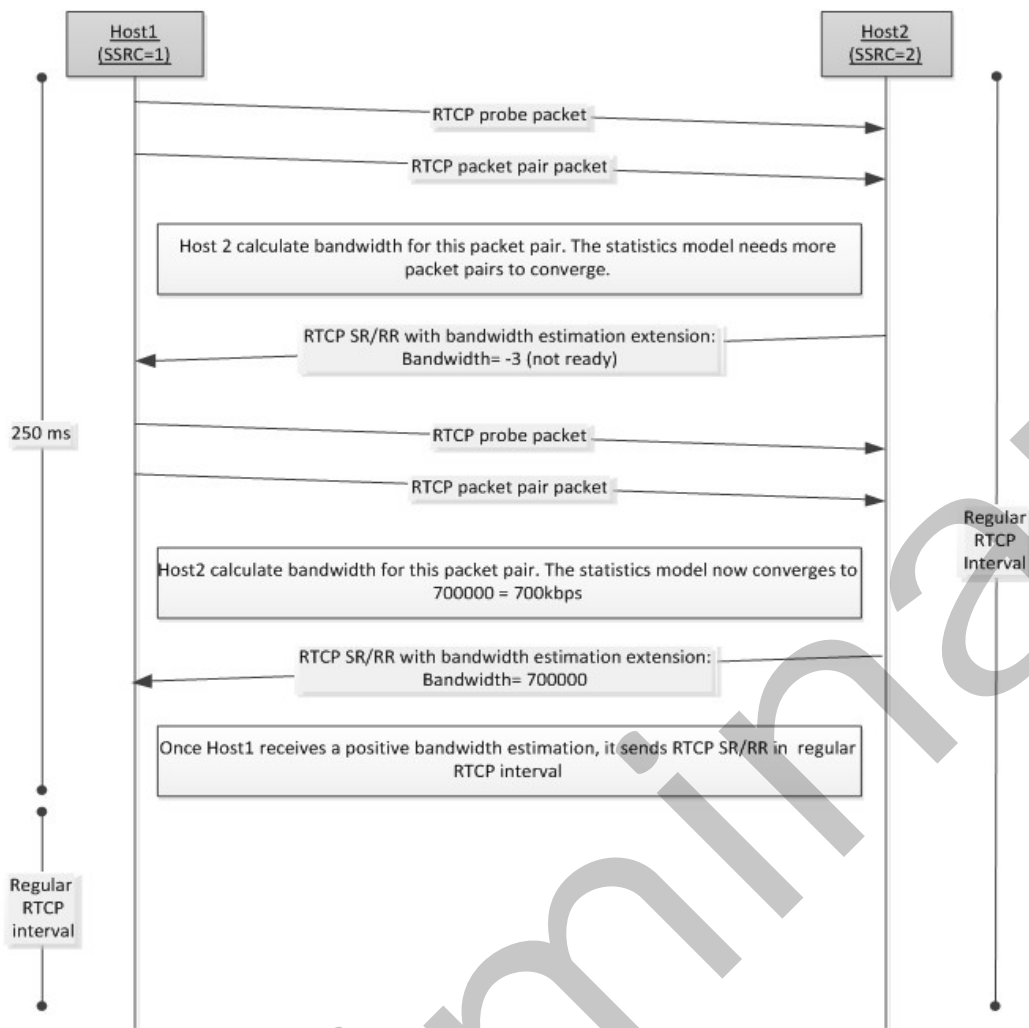 Host1
(SSRC=1)
Host2
(SSRC=2)
RTCP probe packet
RTCP packet pair packet
Host 2 calculate bandwidth for this packet pair. The statistics model needs more
packet pairs to converge.
RTCP SR/RR with bandwidth estimation extension:
Bandwidth= -3 (not ready)
250 ms
RTCP probe packet
RTCP packet pair packet
Regular
RTCP
Interval
Host2 calculate bandwidth for this packet pair. The statistics model now converges to
700000 = 700kbps
RTCP SR/RR with bandwidth estimation extension:
Bandwidth= 700000
Once Host1 receives a positive bandwidth estimation, it sends RTCP SR/RR in  regular
RTCP interval
Regular
RTCP
interval